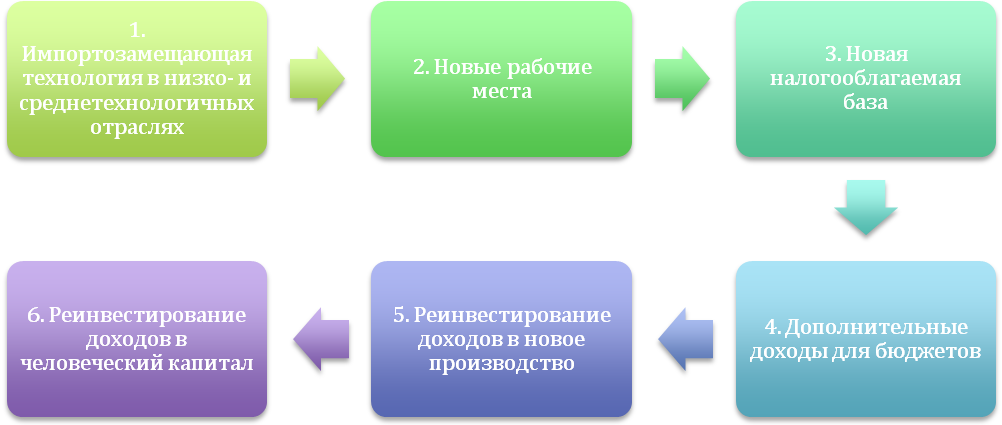 1.
Импортозамещающая
технология в низко- и
среднетехнологичных
отраслях
2. Новые рабочие
места
3. Новая
налогооблагаемая
база
4. Дополнительные
доходы для бюджетов
5. Реинвестирование
доходов в новое
производство
6. Реинвестирование
доходов в
человеческий капитал